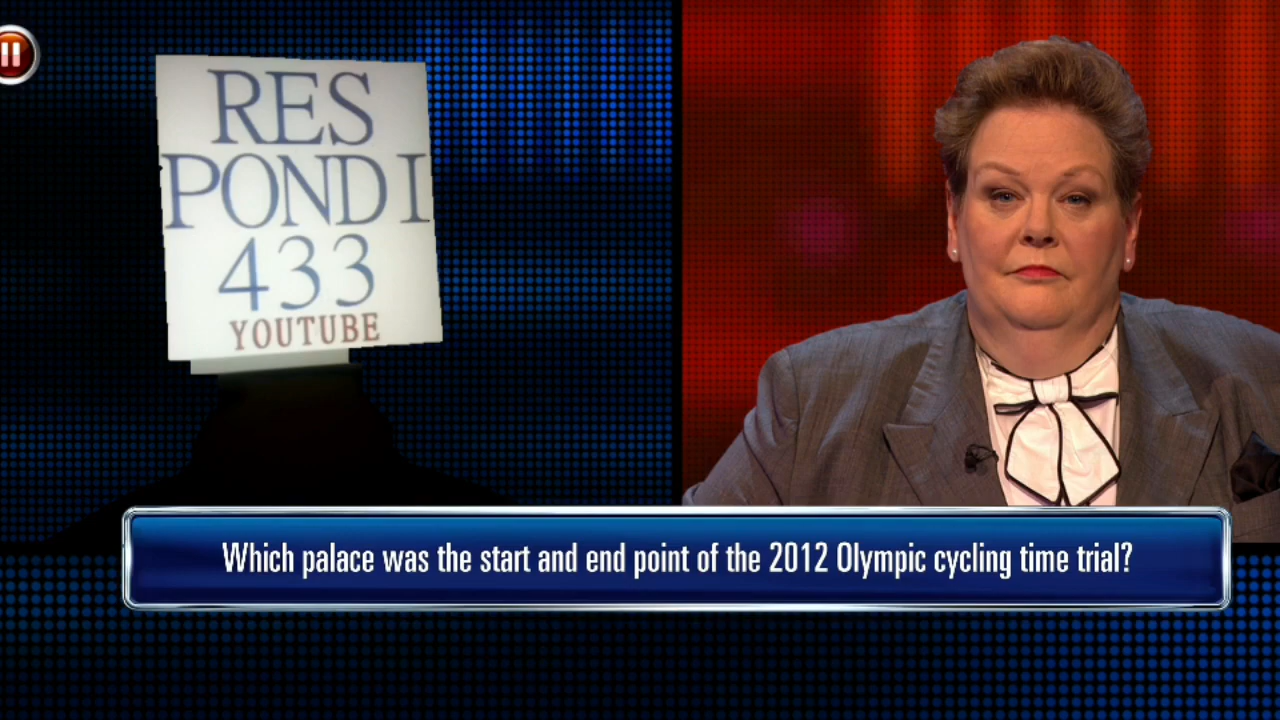 RES
POND I
433
YOUTUBE
Which palace was the start and end point of the 2012 Olympic cycling time trial?